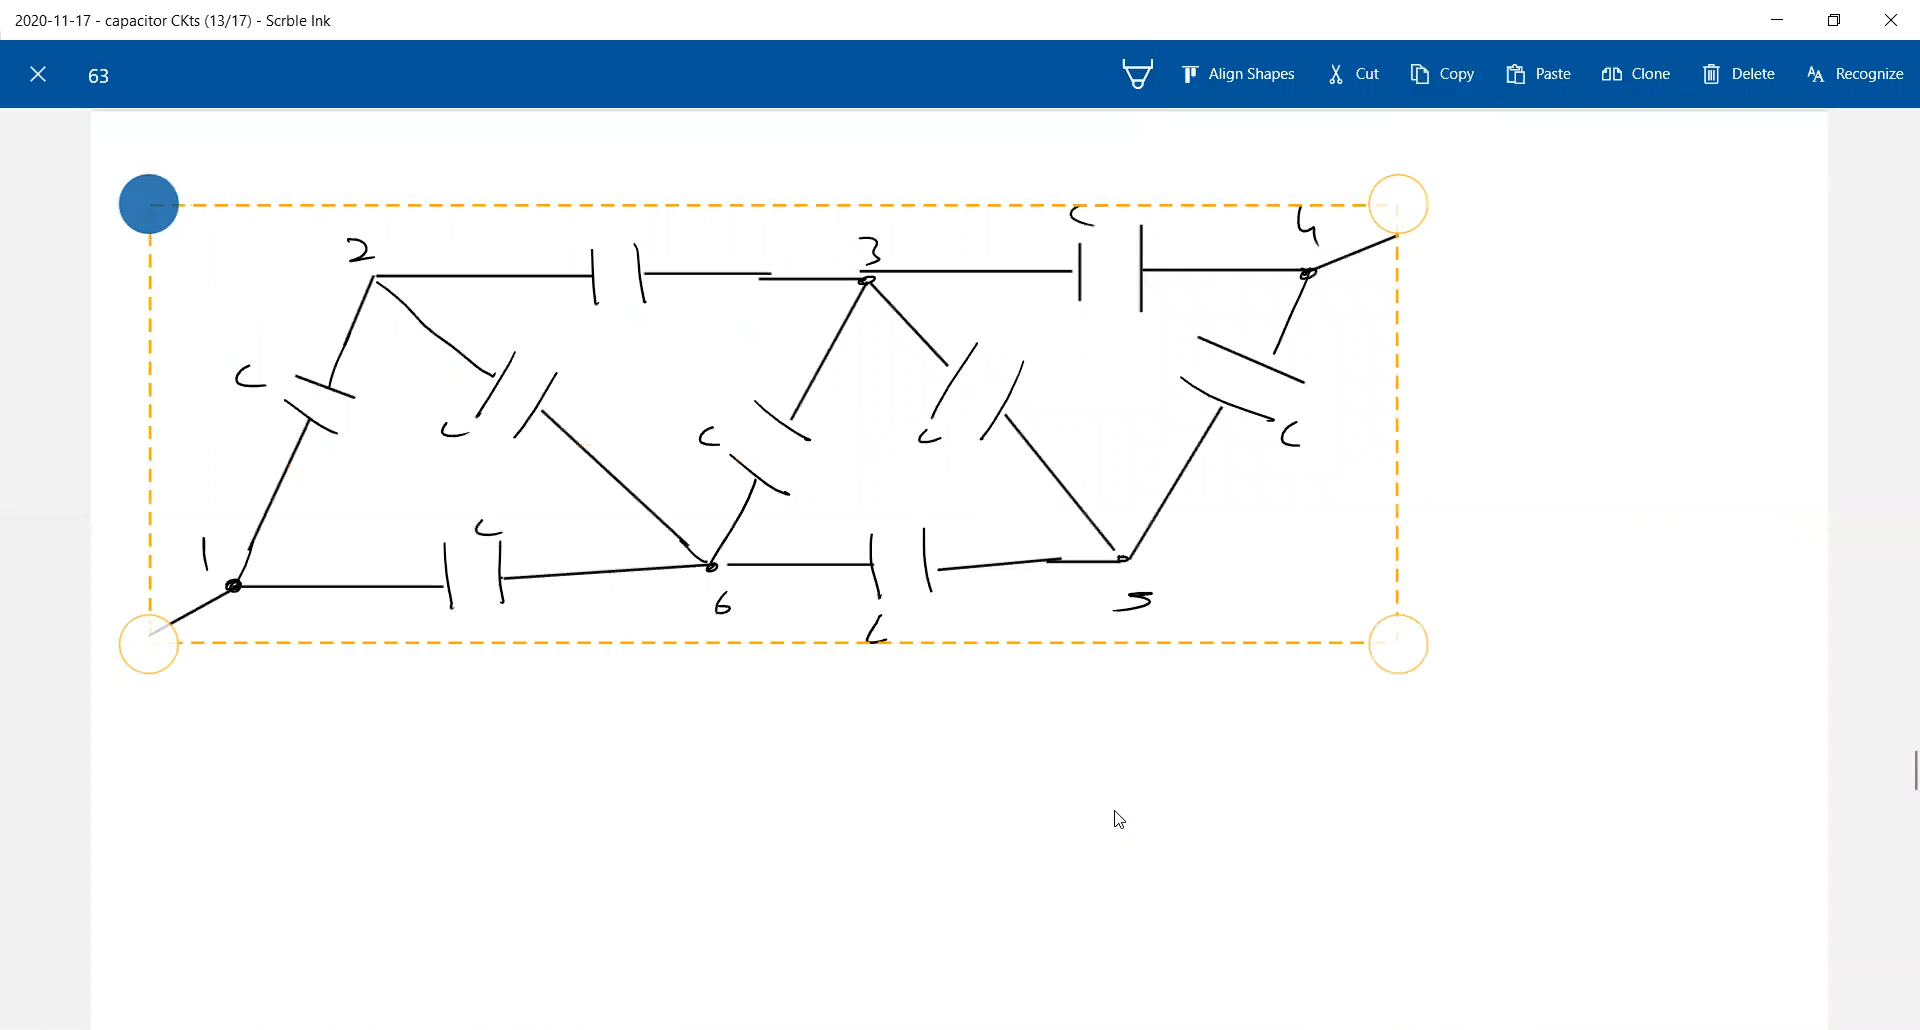 2020-11-17 - capacitor CKts (13/17) - Scrble Ink
63
Align Shapes
Cut
Copy
Paste
Clone
Delete
Recognize
C
4
2
3
C
C
C
C
C
C
1
6
5
C